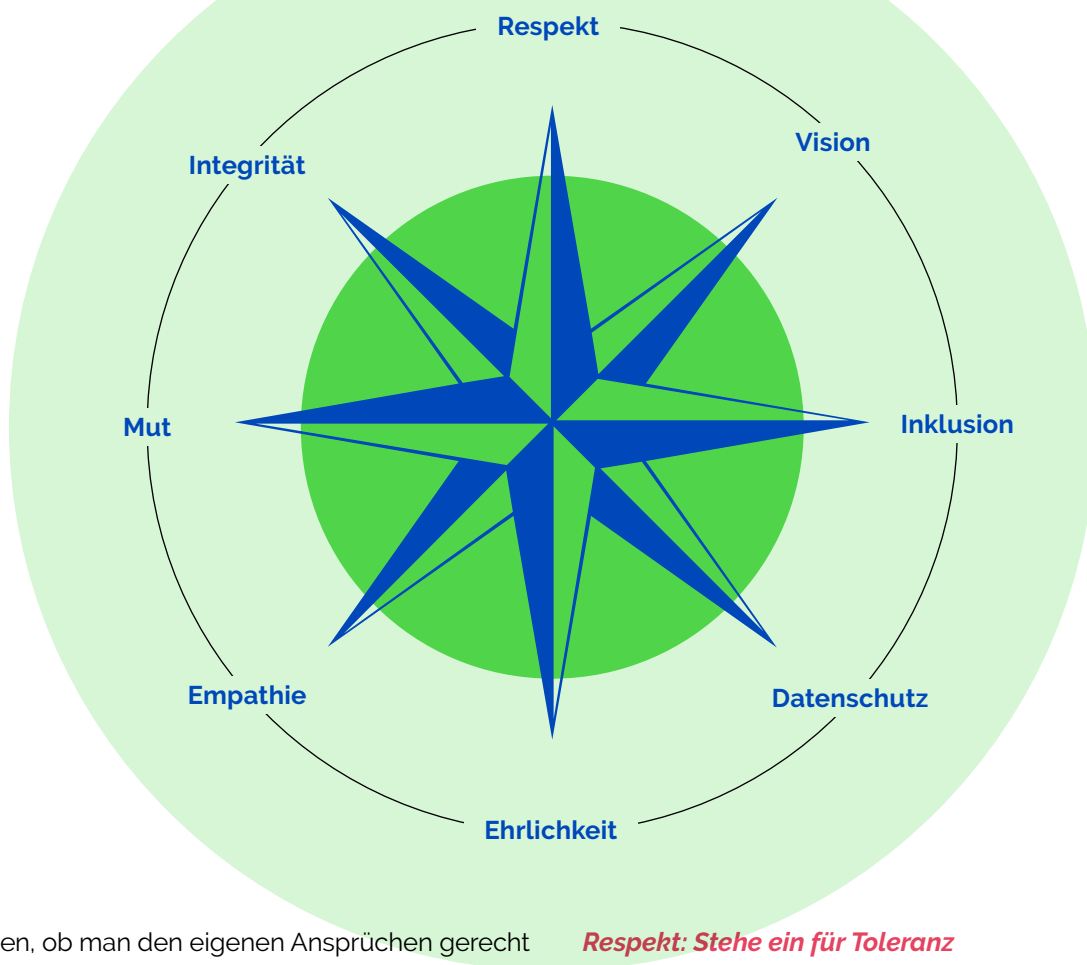 Respekt
Vision
Integrität
Inklusion
Mut
Empathie
Datenschutz
Ehrlichkeit
en, ob man den eigenen Ansprüchen gerecht
Respekt: Stehe ein für Toleranz